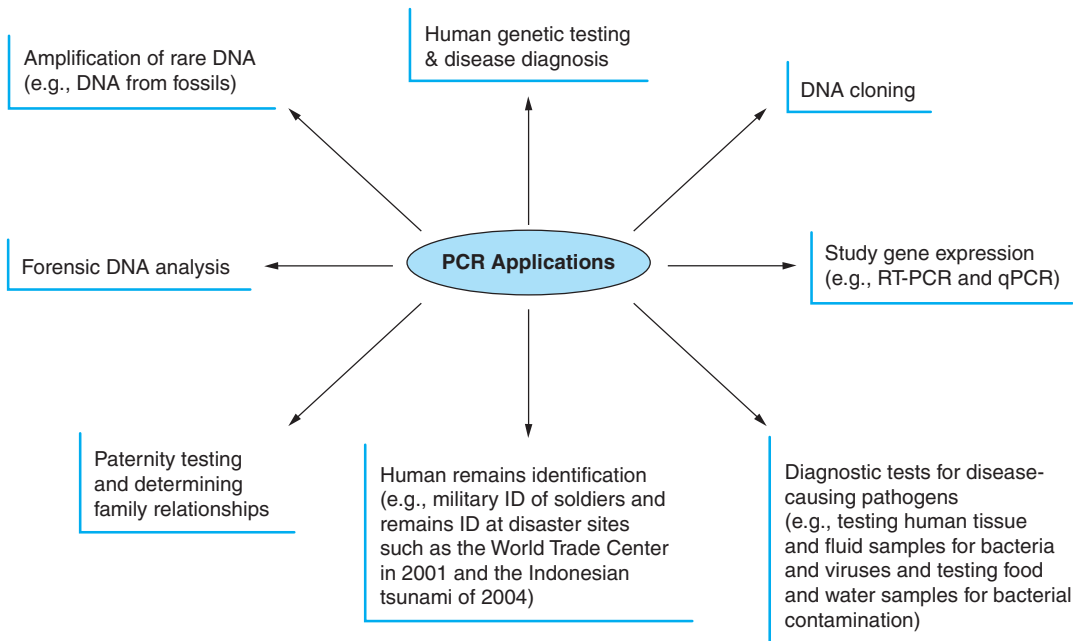 Human genetic testing
& disease diagnosis
Amplification of rare DNA
(e.g., DNA from fossils)
DNA cloning
PCR Applications
Forensic DNA analysis
Study gene expression
(e.g., RT-PCR and qPCR)
Paternity testing
and determining
family relationships
Human remains identification
(e.g., military ID of soldiers and
remains ID at disaster sites
such as the World Trade Center
in 2001 and the Indonesian
tsunami of 2004)
Diagnostic tests for disease-
causing pathogens
(e.g., testing human tissue
and fluid samples for bacteria
and viruses and testing food
and water samples for bacterial
contamination)